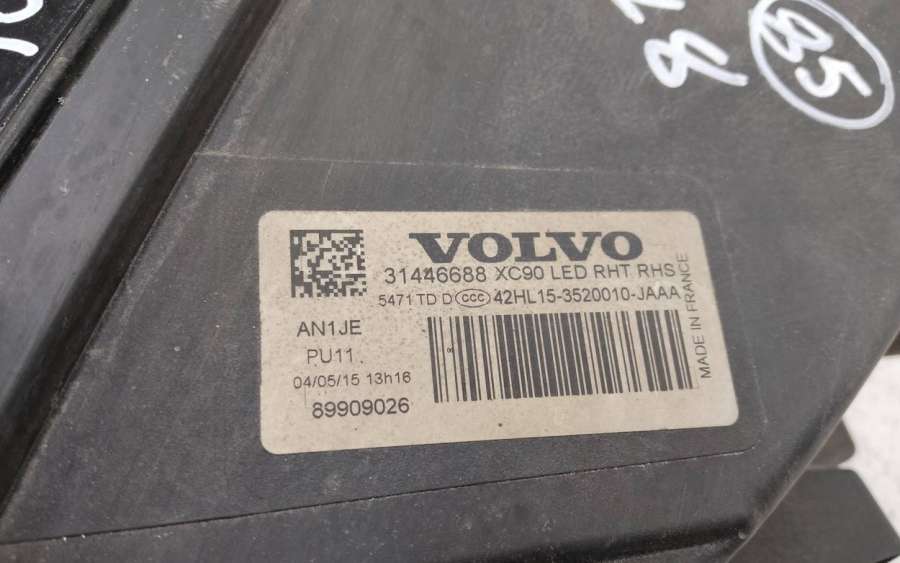 85
VOLVO
31446688 XC90 LED RHT RHS
5471 TD D CCC 42HL15-3520010-JAAA
MADE IN FRANCE
AN1JE
PU11
04/05/15 13h16
89909026
8